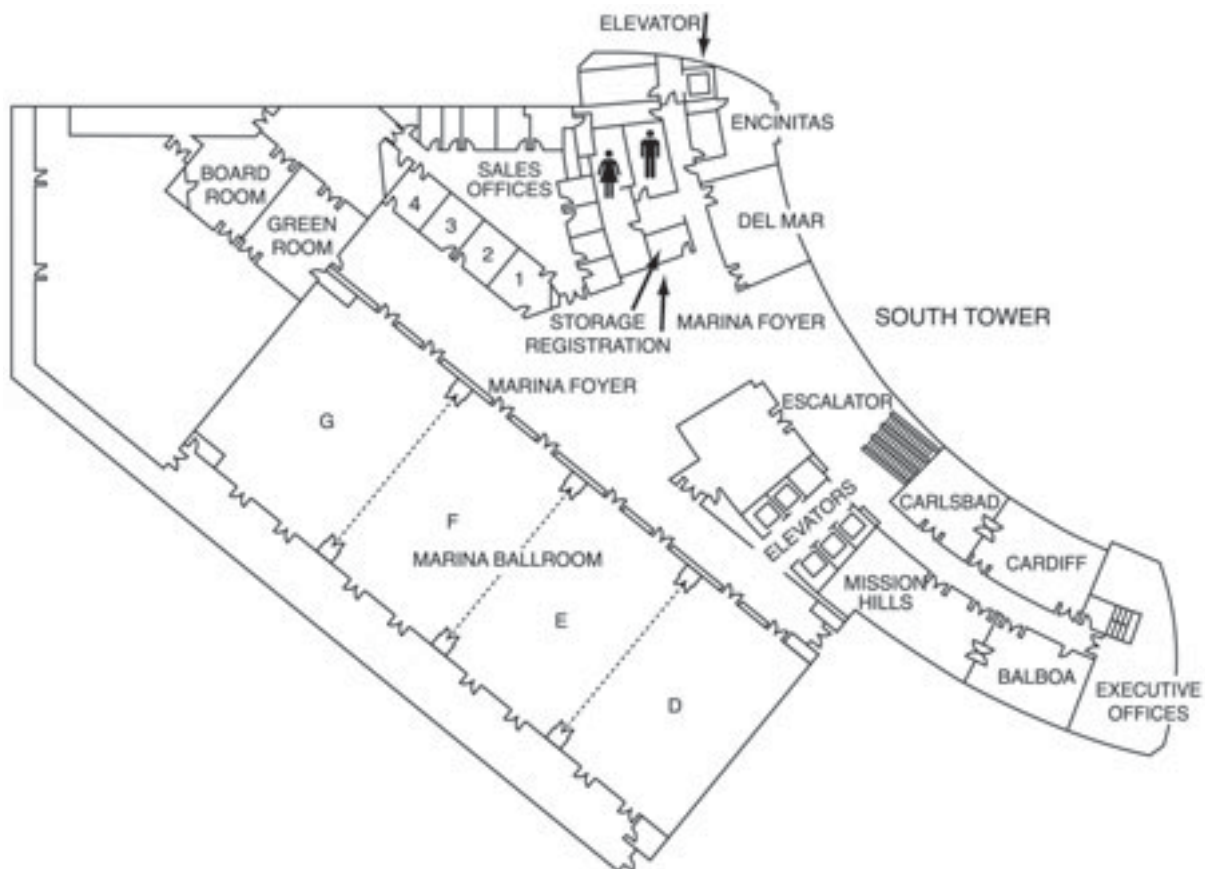 ELEVATOR
ENCINITAS
BOARD
ROOM
SALES
OFFICES
GREEN
ROOM
4
3
2
1
DEL MAR
STORAGE
REGISTRATION
MARINA FOYER
SOUTH TOWER
MARINA FOYER
ESCALATOR
G
F
MARINA BALLROOM
E
D
ELEVATORS
CARLSBAD
CARDIFF
MISSION
HILLS
BALBOA
EXECUTIVE
OFFICES